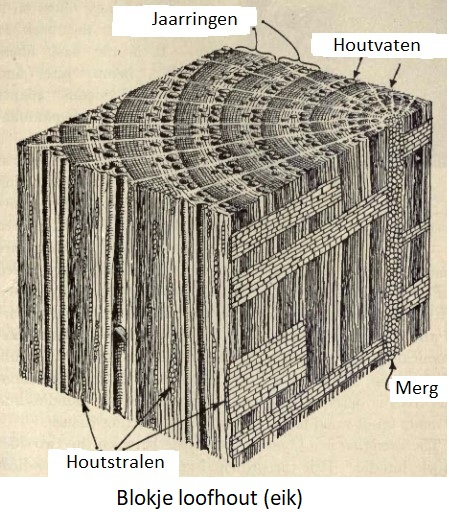 Jaarringen
Houtvaten
Merg
Houtstralen
Blokje loofhout (eik)